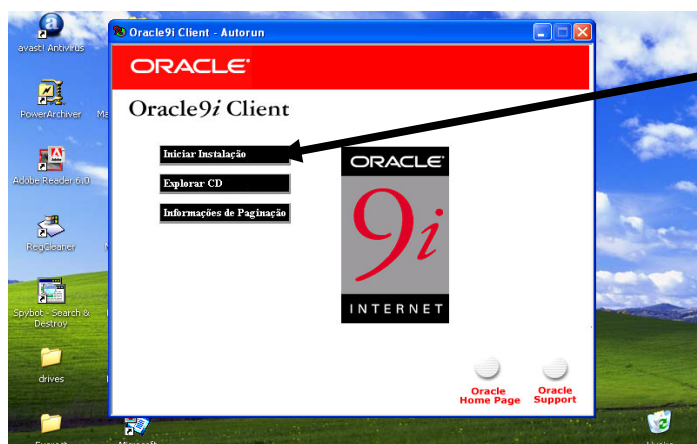 avast! Antivirus
PowerArchiver
Adobe Reader 6.0
RegCleaner
Spybot - Search &
Destroy
drives
Oracle9i Client - Autorun
ORACLE®
Oracle9i Client
Iniciar Instalação
Explorar CD
Informações de Paginação
ORACLE®
9i
INTERNET
Oracle
Home Page
Oracle
Support